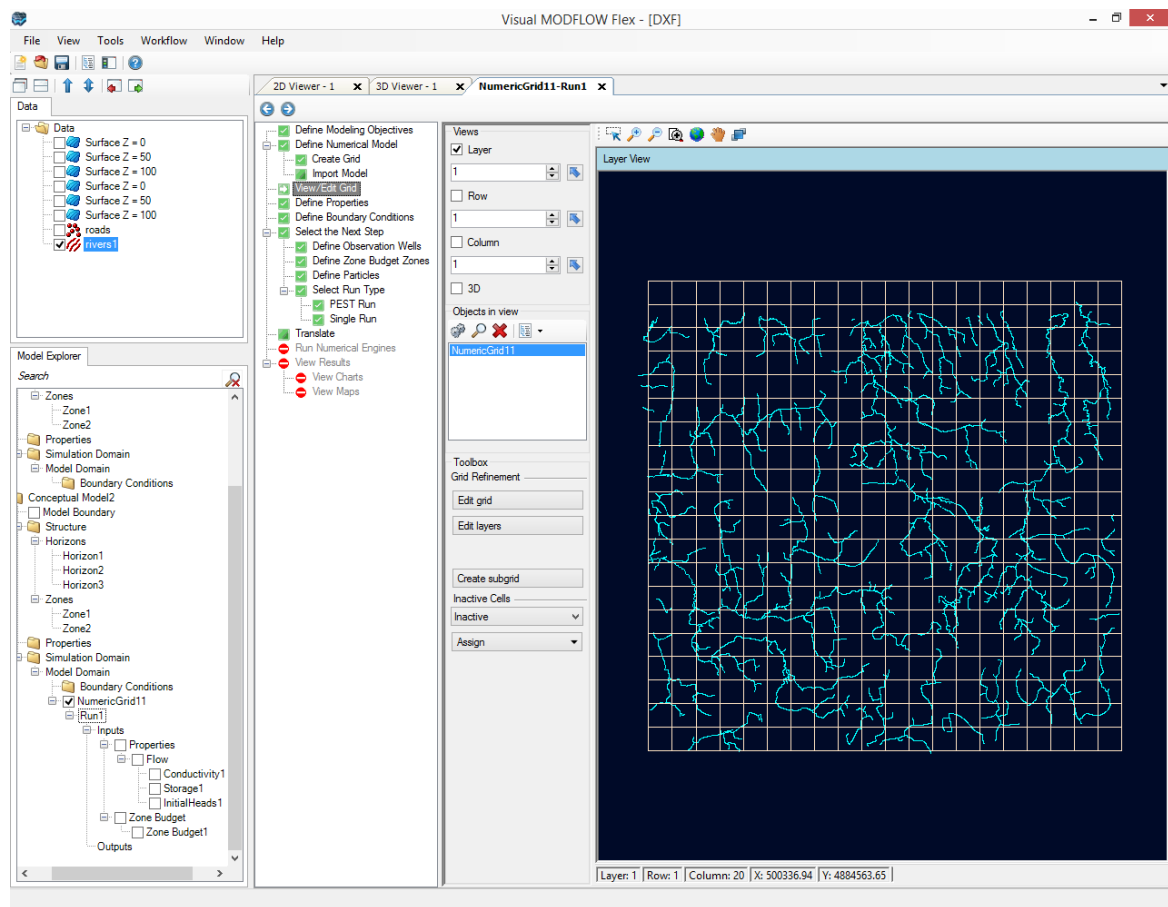 Visual MODFLOW Flex - [DXF]
File View Tools Workflow Window Help
Data
Data
Surface Z = 0
Surface Z = 50
Surface Z = 100
Surface Z = 0
Surface Z = 50
Surface Z = 100
roads
rivers1
Model Explorer
Search
Zones
Zone1
Zone2
Properties
Simulation Domain
Model Domain
Boundary Conditions
Conceptual Model2
Model Boundary
Structure
Horizons
Horizon1
Horizon2
Horizon3
Zones
Zone1
Zone2
Properties
Simulation Domain
Model Domain
Boundary Conditions
NumericGrid11
Run1
Inputs
Properties
Flow
Conductivity1
Storage1
InitialHeads1
Zone Budget
Zone Budget1
Outputs
2D Viewer - 1 3D Viewer - 1 NumericGrid11-Run1
Define Modeling Objectives
Define Numerical Model
Create Grid
Import Model
View/Edit Grid
Define Properties
Define Boundary Conditions
Select the Next Step
Define Observation Wells
Define Zone Budget Zones
Define Particles
Select Run Type
PEST Run
Single Run
Translate
Run Numerical Engines
View Results
View Charts
View Maps
Views
Layer
1
Row
1
Column
1
3D
Objects in view
NumericGrid11
Toolbox
Grid Refinement
Edit grid
Edit layers
Create subgrid
Inactive Cells
Inactive
Assign
Layer View
Layer: 1 Row: 1 Column: 20 X: 500336.94 Y: 4884563.65